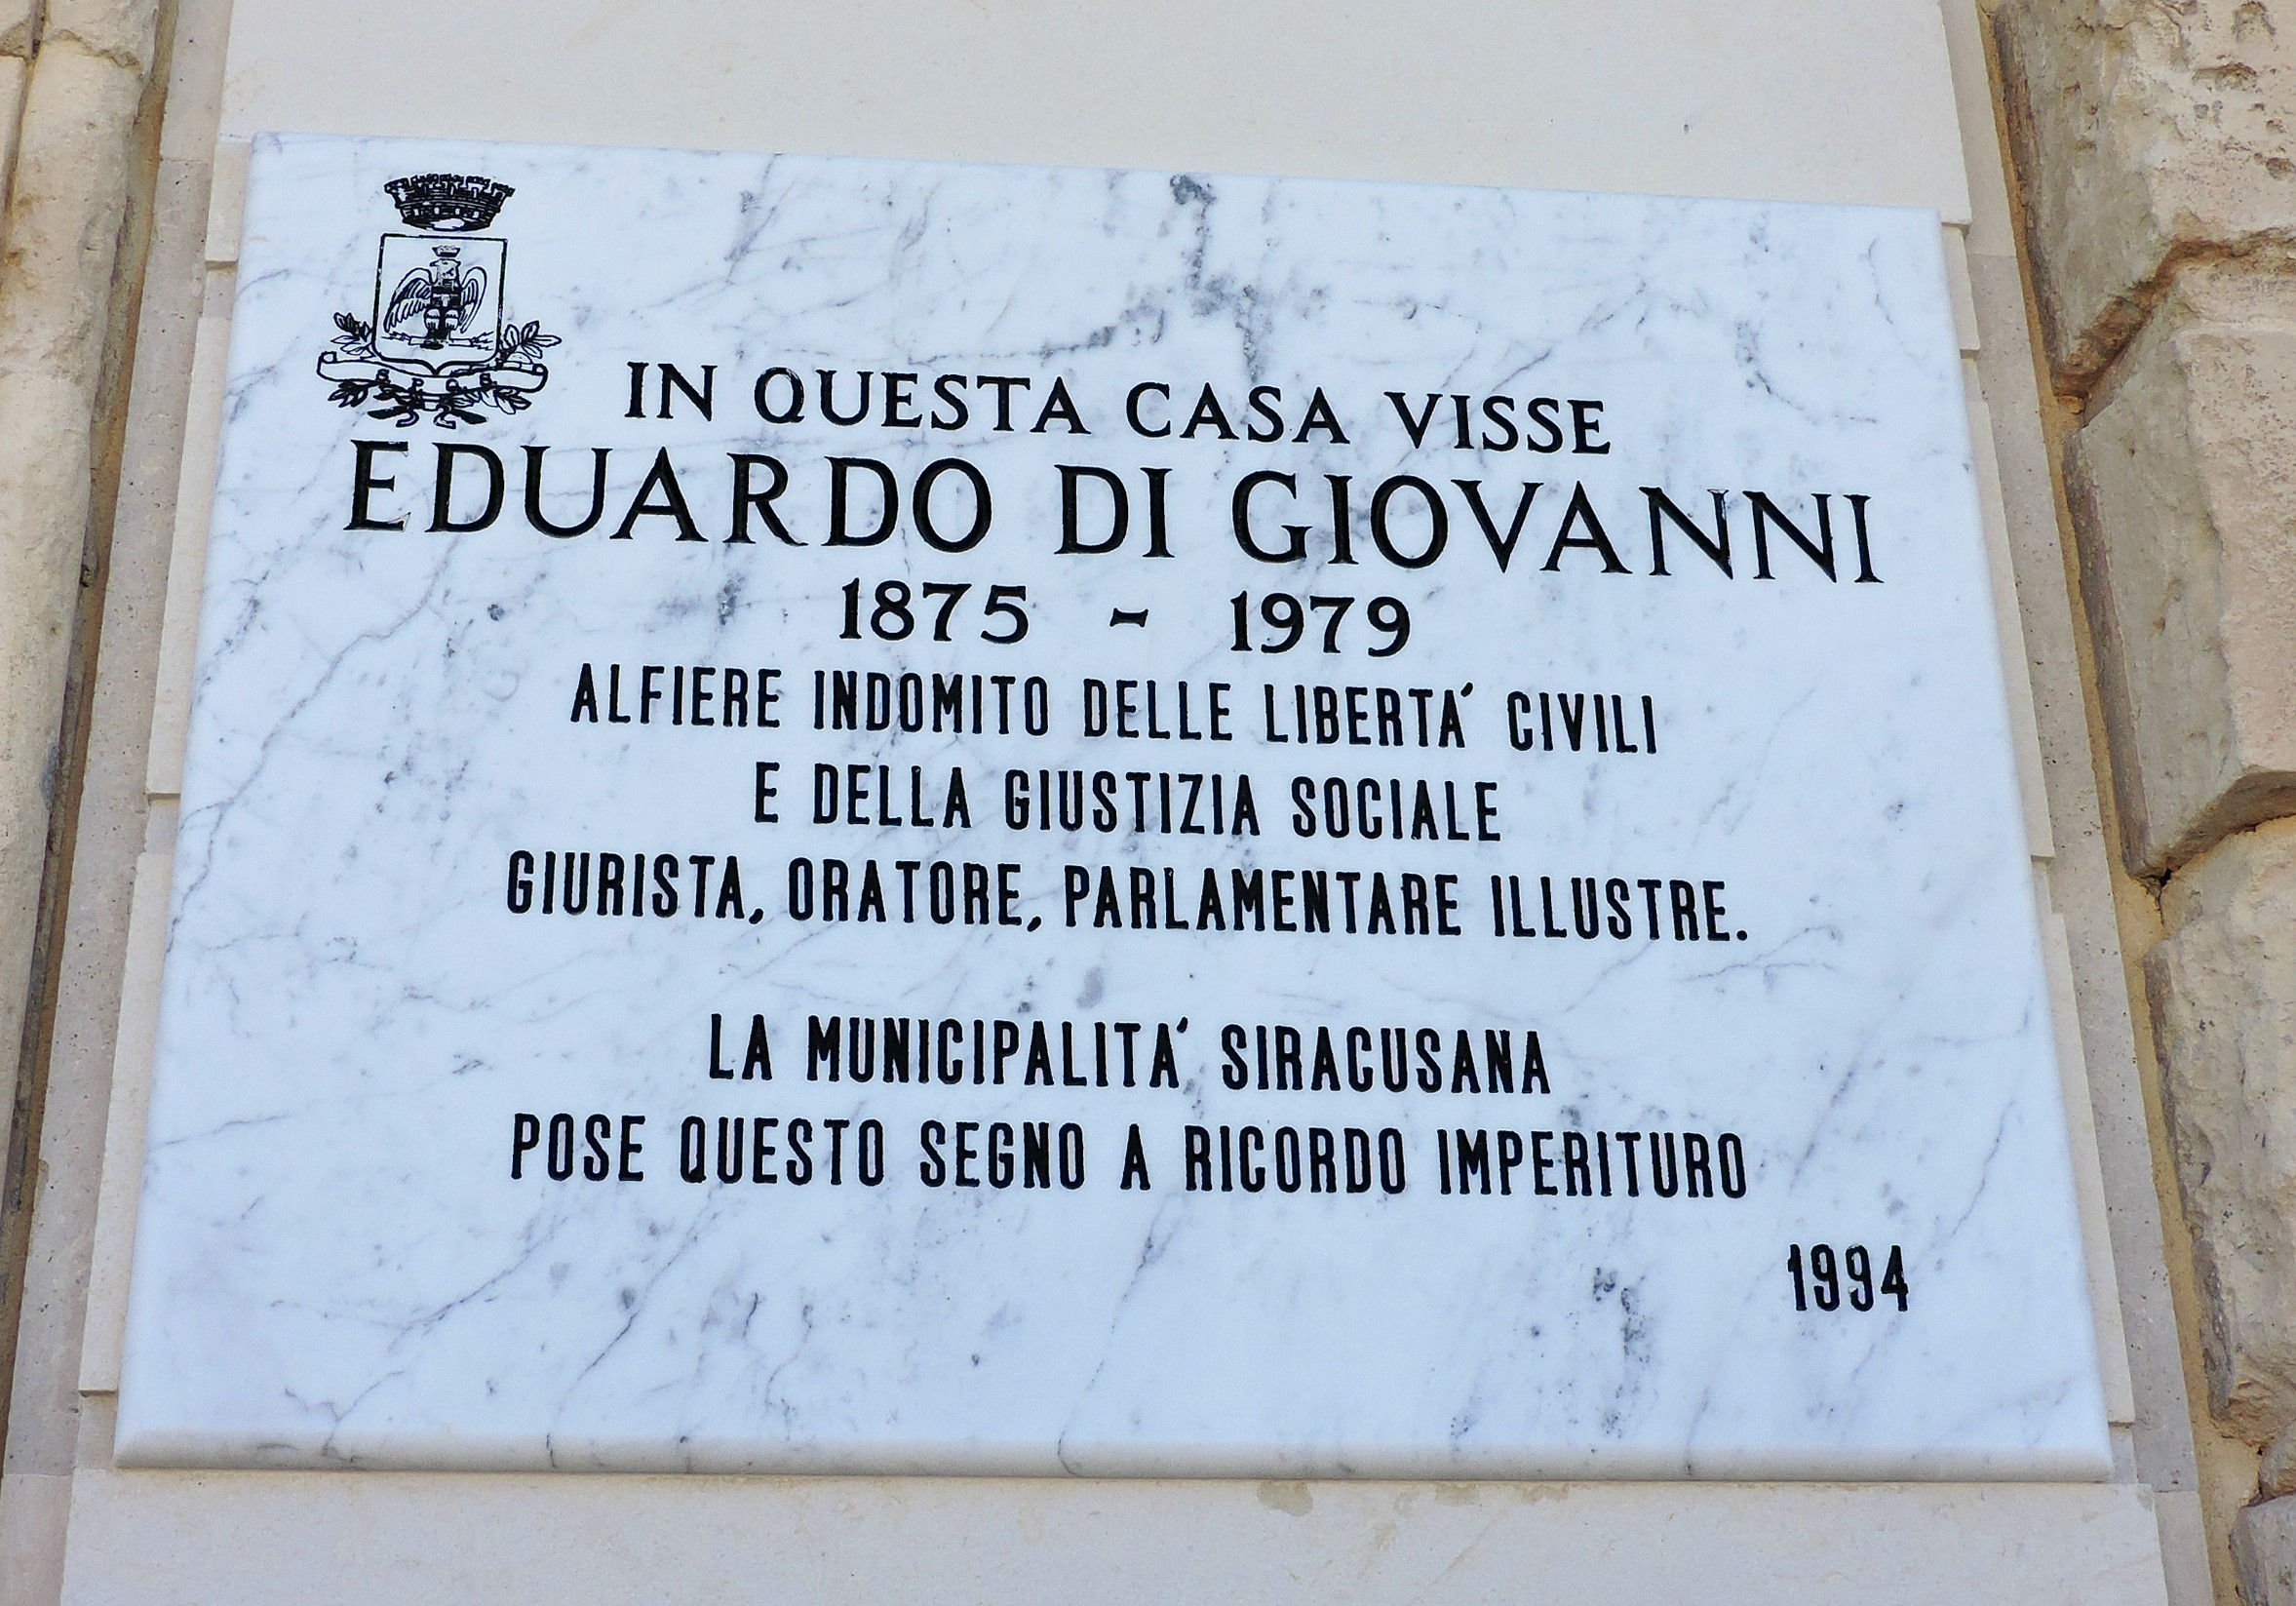 IN QUESTA CASA VISSE
EDUARDO DI GIOVANNI
1875 - 1979
ALFIERE INDOMITO DELLE LIBERTA' CIVILI
E DELLA GIUSTIZIA SOCIALE
GIURISTA, ORATORE, PARLAMENTARE ILLUSTRE.
LA MUNICIPALITA' SIRACUSANA
POSE QUESTO SEGNO A RICORDO IMPERITURO
1994